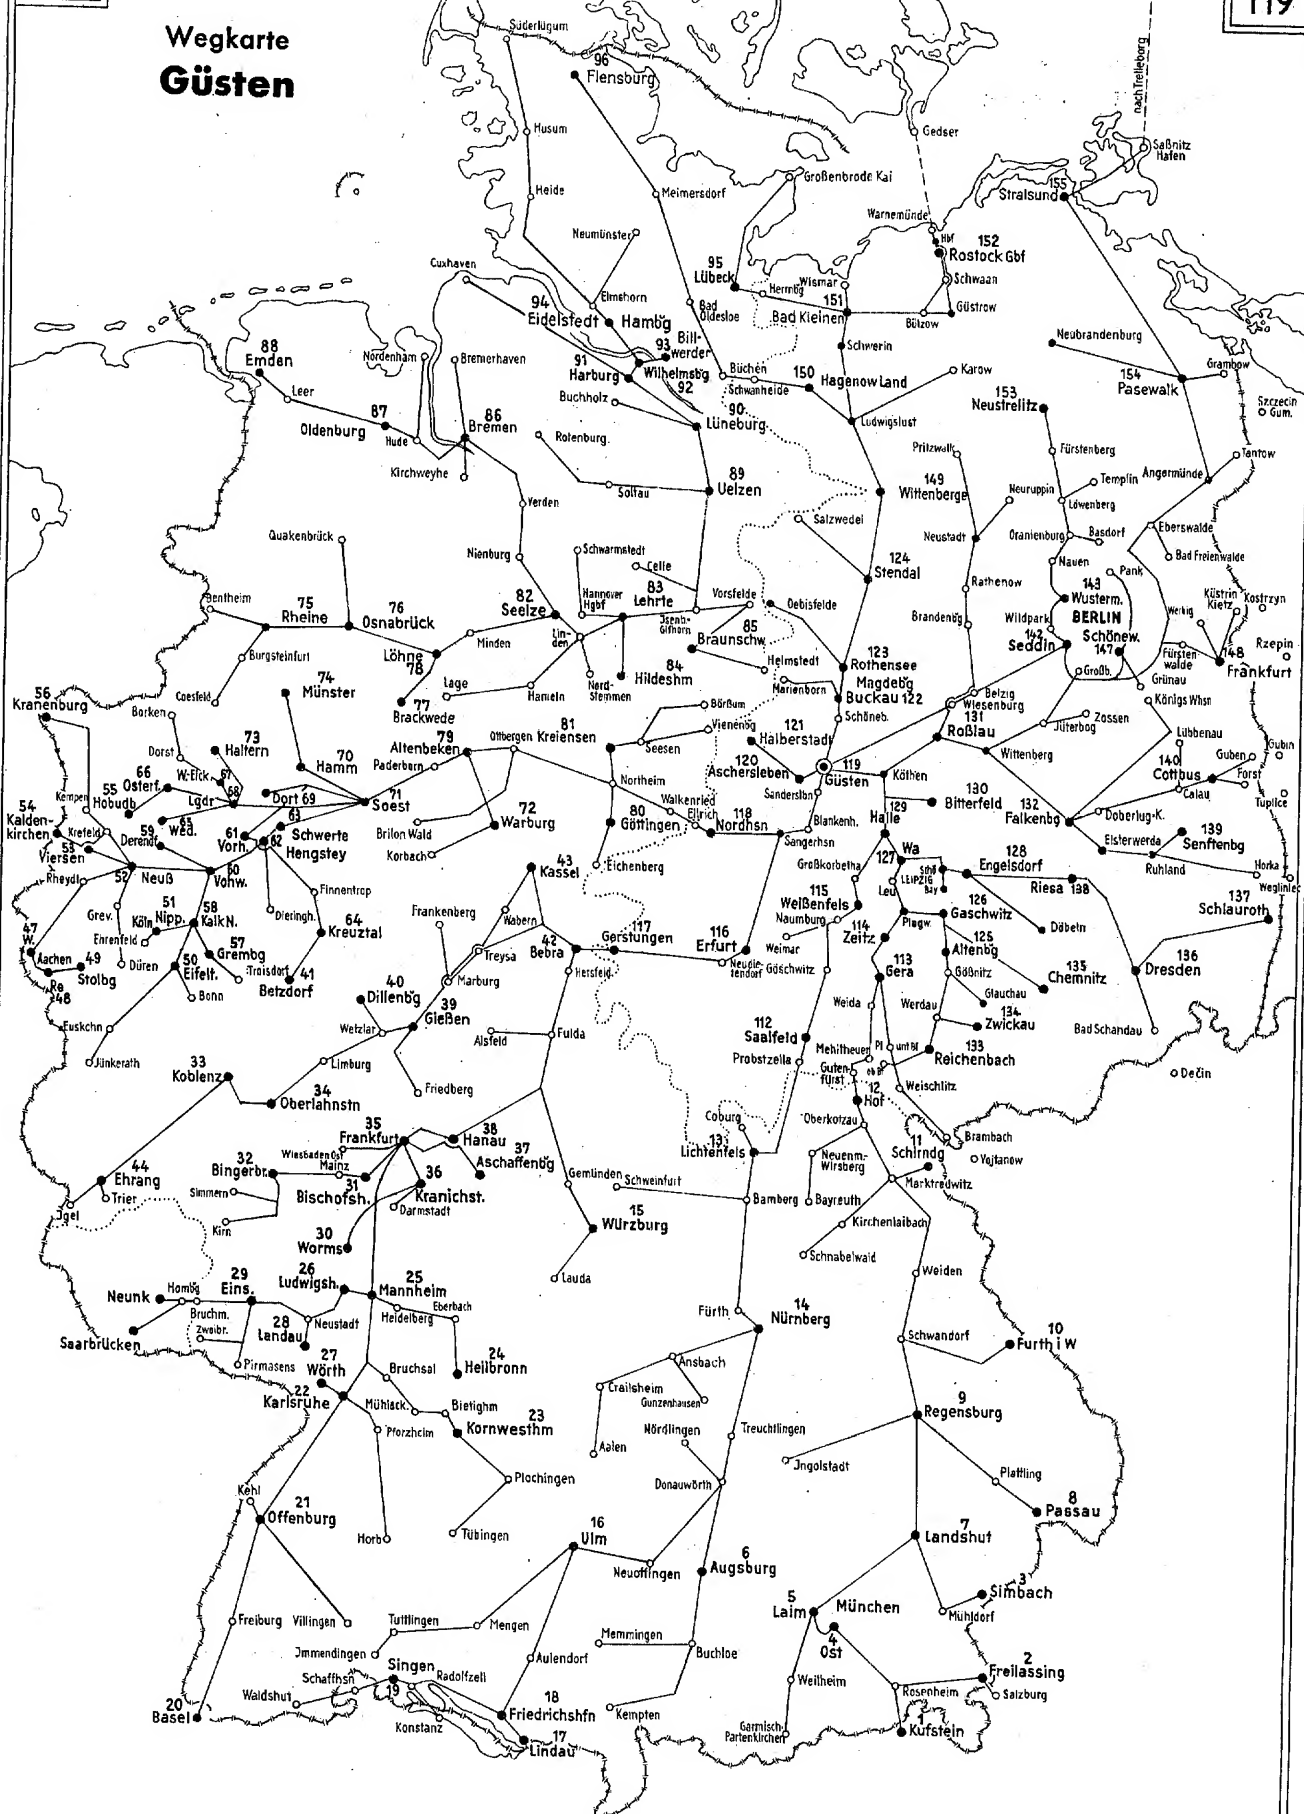 119
Wegkarte
Güsten
Süderlügum
96
Flensburg
nach Trelleborg
Husum
Gedser
Saßnitz
Hafen
Großenbrode Kai
155
Stralsund
Heide
Meimersdorf
Warnemünde
Hbf
152
Rostock Gbf
Neumünster
Cuxhaven
95
Lübeck
Herrnbg
Wismar
151
Bad Kleinen
Schwaan
Bützow
Güstrow
94
Eidelstedt
Elmshorn
Hambg
Bad
Oldesloe
Neubrandenburg
88
Emden
Leer
Nordenham
Bremerhaven
91
Harburg
93
Bill-
werder
Wilhelmsbg
92
Schwerin
Büchen
Schwanheide
150
Hagenow Land
Karow
154
Pasewalk
Grambow
Szczecin
Gum.
Buchholz
90
Lüneburg
Ludwigslust
153
Neustrelitz
87
Oldenburg
Hude
86
Bremen
Kirchweyhe
Rotenburg
Soltau
89
Uelzen
Pritzwalk
Fürstenberg
Tantow
Angermünde
149
Wittenberge
Neuruppin
Templin
Löwenberg
Verden
Salzwedel
Neustadt
Oranienburg
Basdorf
Eberswalde
Bad Freienwalde
Quakenbrück
Nienburg
Schwarmstedt
Celle
124
Stendal
Nauen
Pank.
Rathenow
143
Wusterm.
Küstrin
Kietz
Kostrzyn
Bentheim
75
Rheine
76
Osnabrück
82
Seelze
Hannover
Hgbf
83
Lehrte
Vorsfelde
Oebisfelde
Isenb-
Gifhorn
85
Braunschw.
Brandenbg
Wildpark
BERLIN
Werbig
142
Seddin
Schönew.
147
Fürsten
walde
148
Frankfurt
Rzepin
Minden
Lin-
den
Burgsteinfurt
Löhne
78
Helmstedt
Marienborn
123
Rothensee
Magdebg
Buckau 122
Großb.
Grünau
Königs Whsn
Coesfeld
74
Münster
77
Brackwede
Lage
Hameln
Nord-
Stemmen
84
Hildeshm
Belzig
Wiesenburg
56
Kranenburg
Borken
Börßum
Vienenbg
Seesen
Schöneb.
Zossen
Jüterbog
Lübbenau
Dorst
73
Haltern
79
Altenbeken
Ottbergen
Kreiensen
81
121
Halberstadt
131
Roßlau
Wittenberg
Guben
Gubin
W-Eick
67
70
Hamm
Paderborn
Northeim
120
Aschersleben
119
Güsten
Köthen
140
Cottbus
Forst
Calau
Tuplice
66
Osterf.
55
Hobudb
Kempen
Lgdr
68
Dort 69
71
Soest
Brilon Wald
72
Warburg
Korbach
Walkenried
Ellrich
80
Göttingen
118
Nordhsn
Sanderslbn
Blankenh.
Sangerhsn
129
Halle
130
Bitterfeld
132
Falkenbg
Doberlug-K.
54
Kalden-
kirchen
Krefeld
53
Viersen
59
Derendf
65
Wed.
61
Vorh.
63
62
Schwerte
Hengstey
Eichenberg
Elsterwerda
139
Senftenbg
Ruhland
Horka
Wegliniec
Rheydt
52
Neuß
60
Vohw.
Finnentrop
43
Kassel
Großkorbetha
Wa
127
LEIPZIG
Leu
Schö
Bay
128
Engelsdorf
Riesa
138
Grev.
Köln
51
Nipp.
58
Kalk N.
Dieringh.
64
Kreuztal
Frankenberg
Wabern
115
Weißenfels
Naumburg
Plagw.
126
Gaschwitz
Döbeln
137
Schlauroth
47
W.
Aachen
Re
48
49
Stolbg
Ehrenfeld
Düren
50
Eifelt.
57
Grembg
Troisdorf
41
Betzdorf
Treysa
42
Bebra
117
Gerstungen
116
Erfurt
Weimar
114
Zeitz
Neudie-
tendorf
Göschwitz
125
Altenbg
136
Dresden
Bonn
Marburg
Hersfeld
113
Gera
Gößnitz
135
Chemnitz
Glauchau
40
Dillenbg
39
Gießen
Weida
Werdau
134
Zwickau
Bad Schandau
Euskchn
Wetzlar
Alsfeld
Fulda
112
Saalfeld
Probstzella
Mehltheuer
Pl
unt Bf
ob Bf
133
Reichenbach
Děčin
Jünkerath
Limburg
33
Koblenz
34
Oberlahnstn
Friedberg
Guten-
fürst
12
Hof
Weischlitz
Coburg
Oberkotzau
Brambach
Vojtanow
35
Frankfurt
38
Hanau
37
Aschaffenbg
13
Lichtenfels
Neuenm-
Wirsberg
11
Schirndg
Marktredwitz
44
Ehrang
Trier
Igel
32
Bingerbr.
Wiesbaden Ost
Mainz
31
Bischofsh.
36
Kranichst.
Darmstadt
Gemünden
Schweinfurt
Bamberg
Bayreuth
Simmern
Kirn
Kirchenlaibach
Schnabelwaid
30
Worms
15
Würzburg
Lauda
Weiden
Neunk
Hombg
Bruchm.
29
Eins.
26
Ludwigsh.
25
Mannheim
Heidelberg
Eberbach
Fürth
14
Nürnberg
Saarbrücken
Zweibr.
28
Landau
Neustadt
Schwandorf
10
Furth i W
Pirmasens
27
Wörth
22
Karlsruhe
Bruchsal
24
Heilbronn
Ansbach
Crailsheim
Gunzenhausen
Mühlack.
Bietighm
23
Kornwesthm
Pforzheim
9
Regensburg
Nördlingen
Treuchtlingen
Aalen
Ingolstadt
Plattling
Kehl
21
Offenburg
Plochingen
Donauwörth
8
Passau
Horb
Tübingen
16
Ulm
Neuoffingen
6
Augsburg
7
Landshut
3
Simbach
Mühldorf
5
Laim
München
4
Ost
Freiburg
Villingen
Tuttlingen
Mengen
Memmingen
Buchloe
Immendingen
Aulendorf
2
Freilassing
Salzburg
Schaffhsn
Singen
19
Radolfzell
Weilheim
Rosenheim
20
Basel
Waldshut
Konstanz
18
Friedrichshfn
Kempten
Garmisch-
Partenkirchen
1
Kufstein
17
Lindau